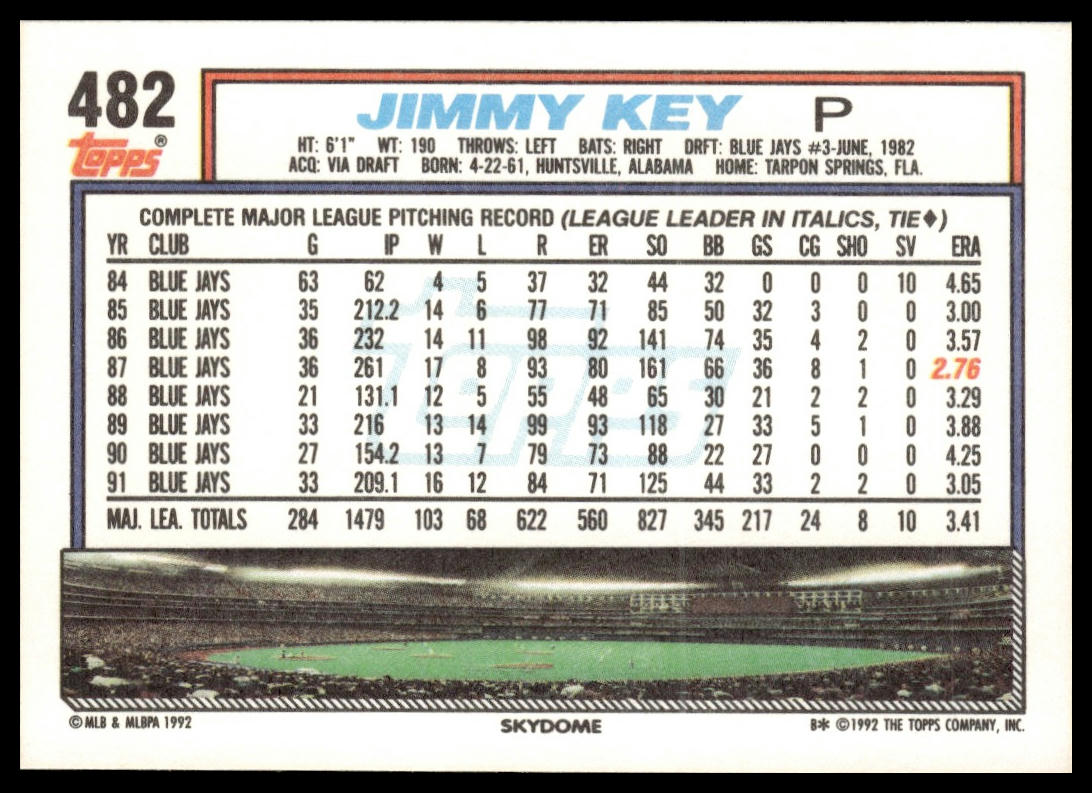 482
topps®
JIMMY KEY P
HT: 6'1" WT: 190 THROWS: LEFT BATS: RIGHT DRFT: BLUE JAYS #3-JUNE, 1982
ACQ: VIA DRAFT BORN: 4-22-61, HUNTSVILLE, ALABAMA HOME: TARPON SPRINGS, FLA.
COMPLETE MAJOR LEAGUE PITCHING RECORD (LEAGUE LEADER IN ITALICS, TIE♦)
YR CLUB G IP W L R ER SO BB GS CG SHO SV ERA
84 BLUE JAYS 63 62 4 5 37 32 44 32 0 0 0 10 4.65
85 BLUE JAYS 35 212.2 14 6 77 71 85 50 32 3 0 0 3.00
86 BLUE JAYS 36 232 14 11 98 92 141 74 35 4 2 0 3.57
87 BLUE JAYS 36 261 17 8 93 80 161 66 36 8 1 0 2.76
88 BLUE JAYS 21 131.1 12 5 55 48 65 30 21 2 2 0 3.29
89 BLUE JAYS 33 216 13 14 99 93 118 27 33 5 1 0 3.88
90 BLUE JAYS 27 154.2 13 7 79 73 88 22 27 0 0 0 4.25
91 BLUE JAYS 33 209.1 16 12 84 71 125 44 33 2 2 0 3.05
MAJ. LEA. TOTALS 284 1479 103 68 622 560 827 345 217 24 8 10 3.41
topps
© MLB & MLBPA 1992 SKYDOME B* ©1992 THE TOPPS COMPANY, INC.